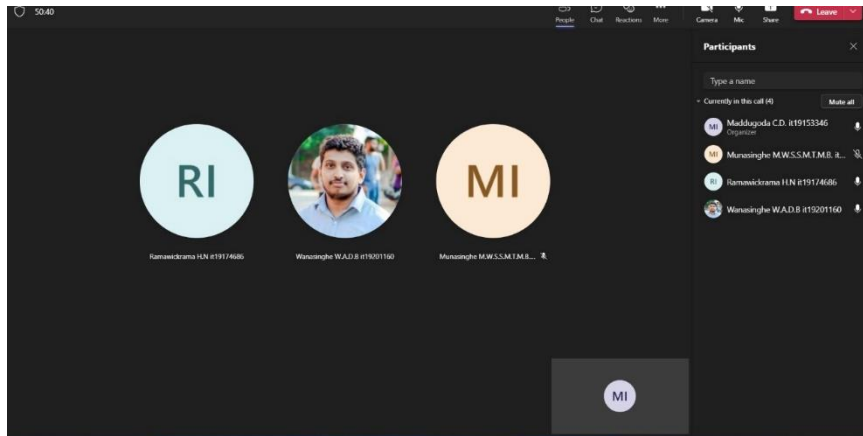 50:40
People Chat Reactions More Camera Mic Share Leave
Participants
Type a name
Currently in this call (4) Mute all
MI Maddugoda C.D. it19153346
Organizer
MI Munasinghe M.W.S.S.M.T.M.B. it...
RI Ramawickrama H.N it19174686
Wanasinghe W.A.D.B it19201160
RI
MI
Ramawickrama H.N it19174686
Wanasinghe W.A.D.B it19201160
Munasinghe M.W.S.S.M.T.M.B....
MI